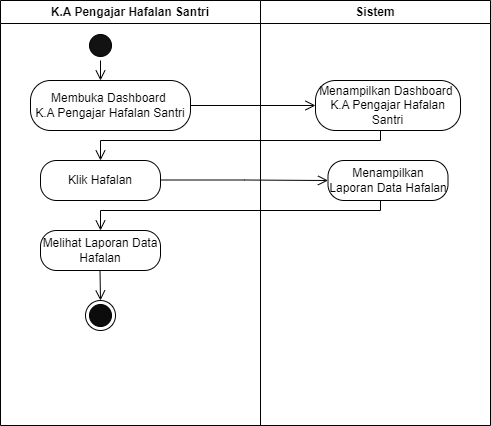 K.A Pengajar Hafalan Santri
Sistem
Membuka Dashboard
K.A Pengajar Hafalan Santri
Menampilkan Dashboard
K.A Pengajar Hafalan
Santri
Klik Hafalan
Menampilkan
Laporan Data Hafalan
Melihat Laporan Data
Hafalan